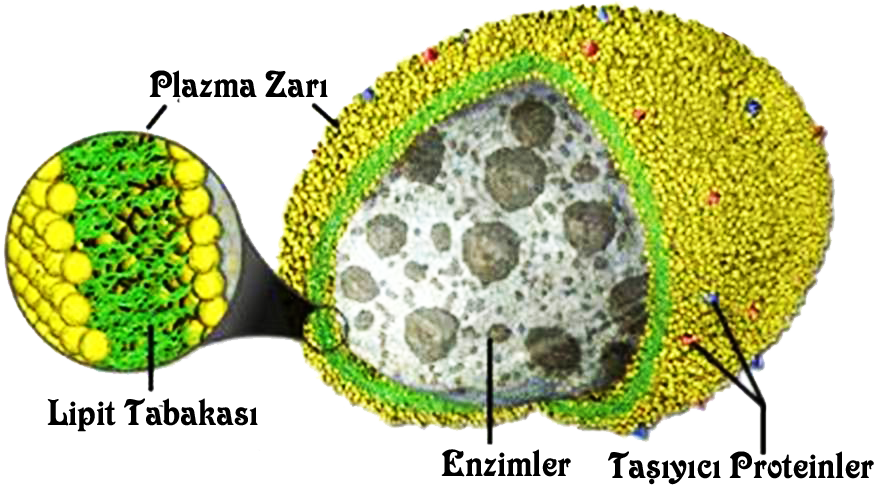 Plazma Zarı
Lipit Tabakası
Enzimler
Taşıyıcı Proteinler